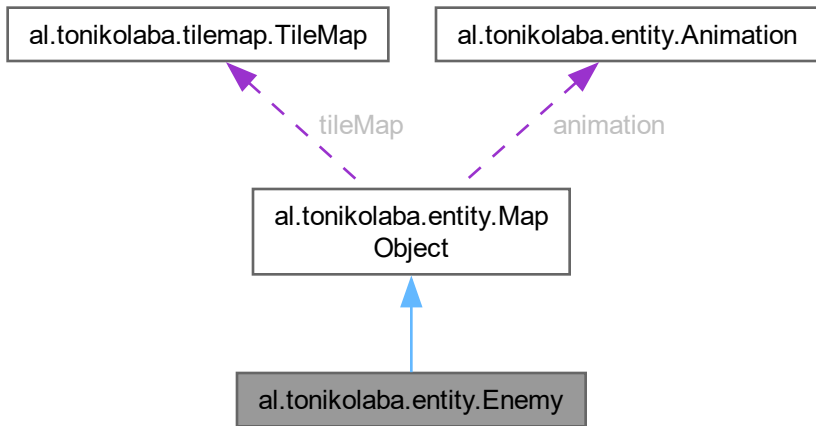 al.tonikolaba.tilemap.TileMap
al.tonikolaba.entity.Animation
tileMap
animation
al.tonikolaba.entity.Map
Object
al.tonikolaba.entity.Enemy